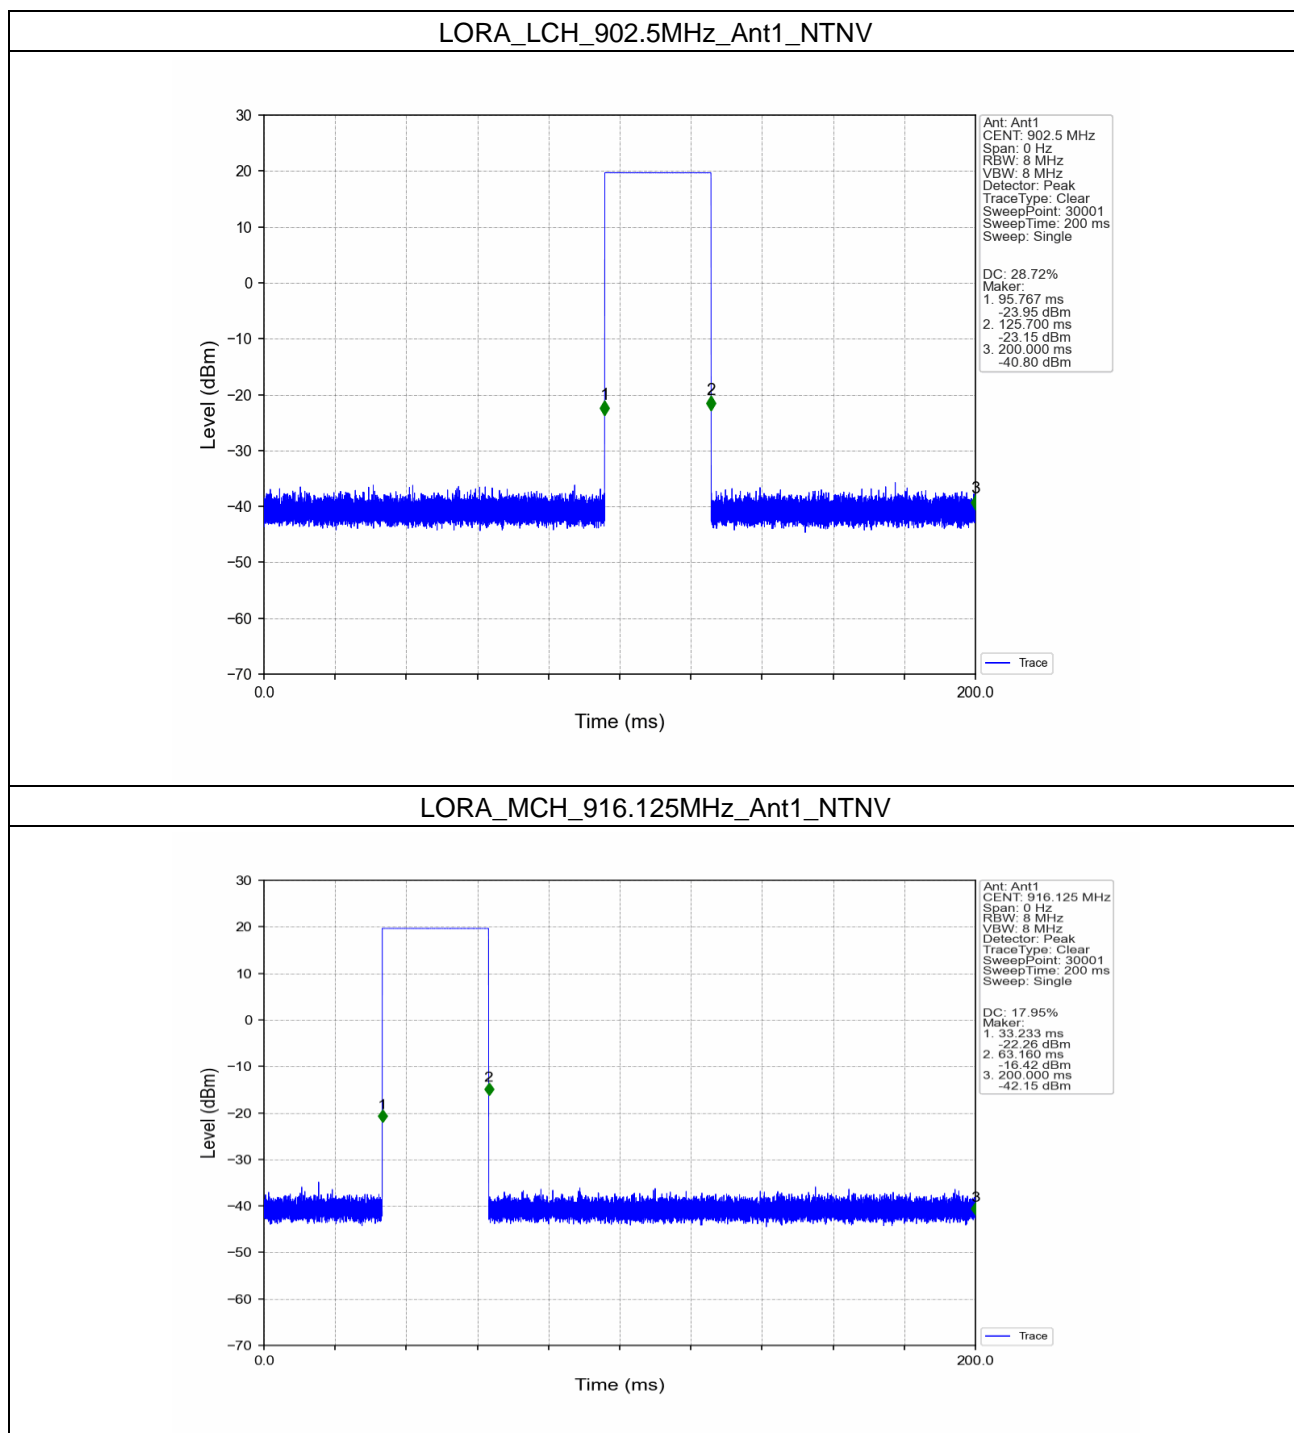 LORA_LCH_902.5MHz_Ant1_NTNV
30
20
10
0
−10
−20
−30
−40
−50
−60
−70
Level (dBm)
1
2
3
0.0
200.0
Time (ms)
Ant: Ant1
CENT: 902.5 MHz
Span: 0 Hz
RBW: 8 MHz
VBW: 8 MHz
Detector: Peak
TraceType: Clear
SweepPoint: 30001
SweepTime: 200 ms
Sweep: Single
DC: 28.72%
Maker:
1. 95.767 ms
-23.95 dBm
2. 125.700 ms
-23.15 dBm
3. 200.000 ms
-40.80 dBm
Trace
LORA_MCH_916.125MHz_Ant1_NTNV
30
20
10
0
−10
−20
−30
−40
−50
−60
−70
Level (dBm)
1
2
3
0.0
200.0
Time (ms)
Ant: Ant1
CENT: 916.125 MHz
Span: 0 Hz
RBW: 8 MHz
VBW: 8 MHz
Detector: Peak
TraceType: Clear
SweepPoint: 30001
SweepTime: 200 ms
Sweep: Single
DC: 17.95%
Maker:
1. 33.233 ms
-22.26 dBm
2. 63.160 ms
-16.42 dBm
3. 200.000 ms
-42.15 dBm
Trace